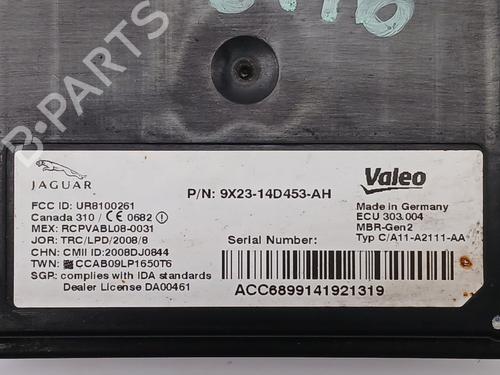 B-PARTS
JAGUAR
P/N: 9X23-14D453-AH
Valeo
FCC ID: UR8100261
Canada 310 / CE 0682
MEX: RCPVABL08-0031
JOR: TRC/LPD/2008/8
CHN: CMII ID:2008DJ0844
TWN: CCAB09LP1650T6
SGP: complies with IDA standards
Dealer License DA00461
Made in Germany
ECU 303.004
MBR-Gen2
Typ C/A11-A2111-AA
Serial Number:
ACC6899141921319